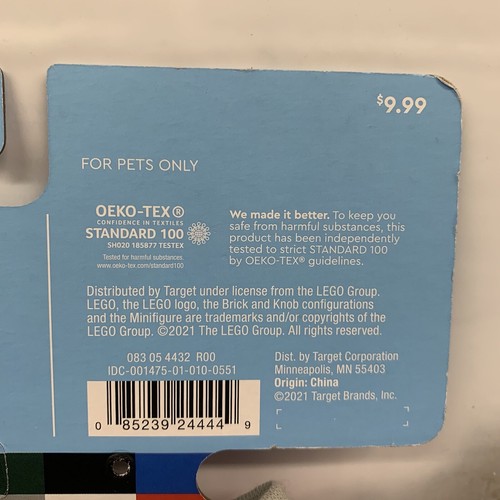 $9.99
FOR PETS ONLY
OEKO-TEX®
CONFIDENCE IN TEXTILES
STANDARD 100
SH020 185877 TESTEX
Tested for harmful substances.
www.oeko-tex.com/standard100
We made it better. To keep you
safe from harmful substances, this
product has been independently
tested to strict STANDARD 100
by OEKO-TEX® guidelines.
Distributed by Target under license from the LEGO Group.
LEGO, the LEGO logo, the Brick and Knob configurations
and the Minifigure are trademarks and/or copyrights of the
LEGO Group. ©2021 The LEGO Group. All rights reserved.
083 05 4432 R00
IDC-001475-01-010-0551
0 85239 24444 9
Dist. by Target Corporation
Minneapolis, MN 55403
Origin: China
©2021 Target Brands, Inc.